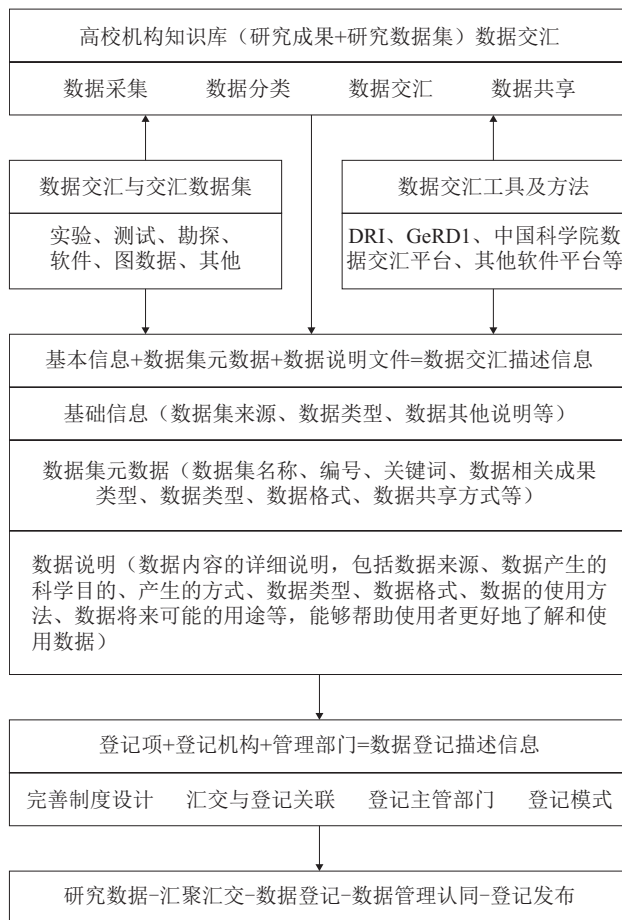 高校机构知识库（研究成果+研究数据集）数据交汇
数据采集 数据分类 数据交汇 数据共享
数据交汇与交汇数据集
实验、测试、勘探、
软件、图数据、其他
数据交汇工具及方法
DRI、GeRD1、中国科学院数
据交汇平台、其他软件平台等
基本信息+数据集元数据+数据说明文件=数据交汇描述信息
基础信息（数据集来源、数据类型、数据其他说明等）
数据集元数据（数据集名称、编号、关键词、数据相关成果
类型、数据类型、数据格式、数据共享方式等）
数据说明（数据内容的详细说明，包括数据来源、数据产生的
科学目的、产生的方式、数据类型、数据格式、数据的使用方
法、数据将来可能的用途等，能够帮助使用者更好地了解和使
用数据）
登记项+登记机构+管理部门=数据登记描述信息
完善制度设计 汇交与登记关联 登记主管部门 登记模式
研究数据-汇聚汇交-数据登记-数据管理认同-登记发布